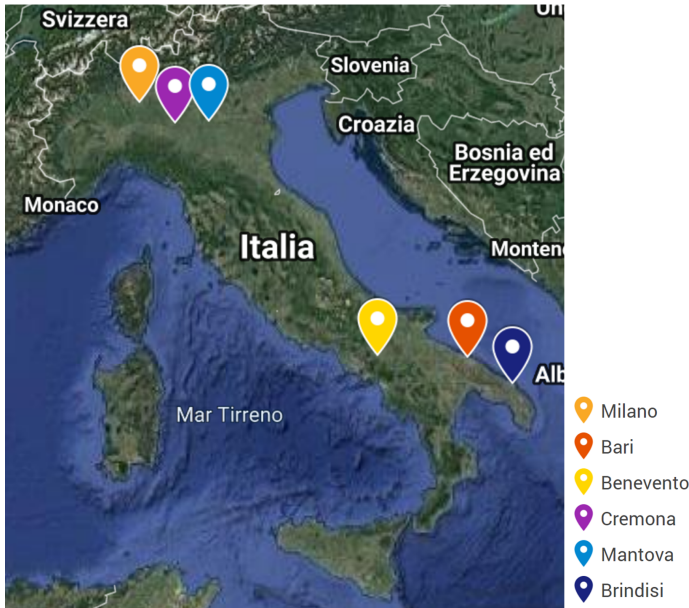 Svizzera
Slovenia
Croazia
Bosnia ed
Erzegovina
Monaco
Italia
Mar Tirreno
Milano
Bari
Benevento
Cremona
Mantova
Brindisi